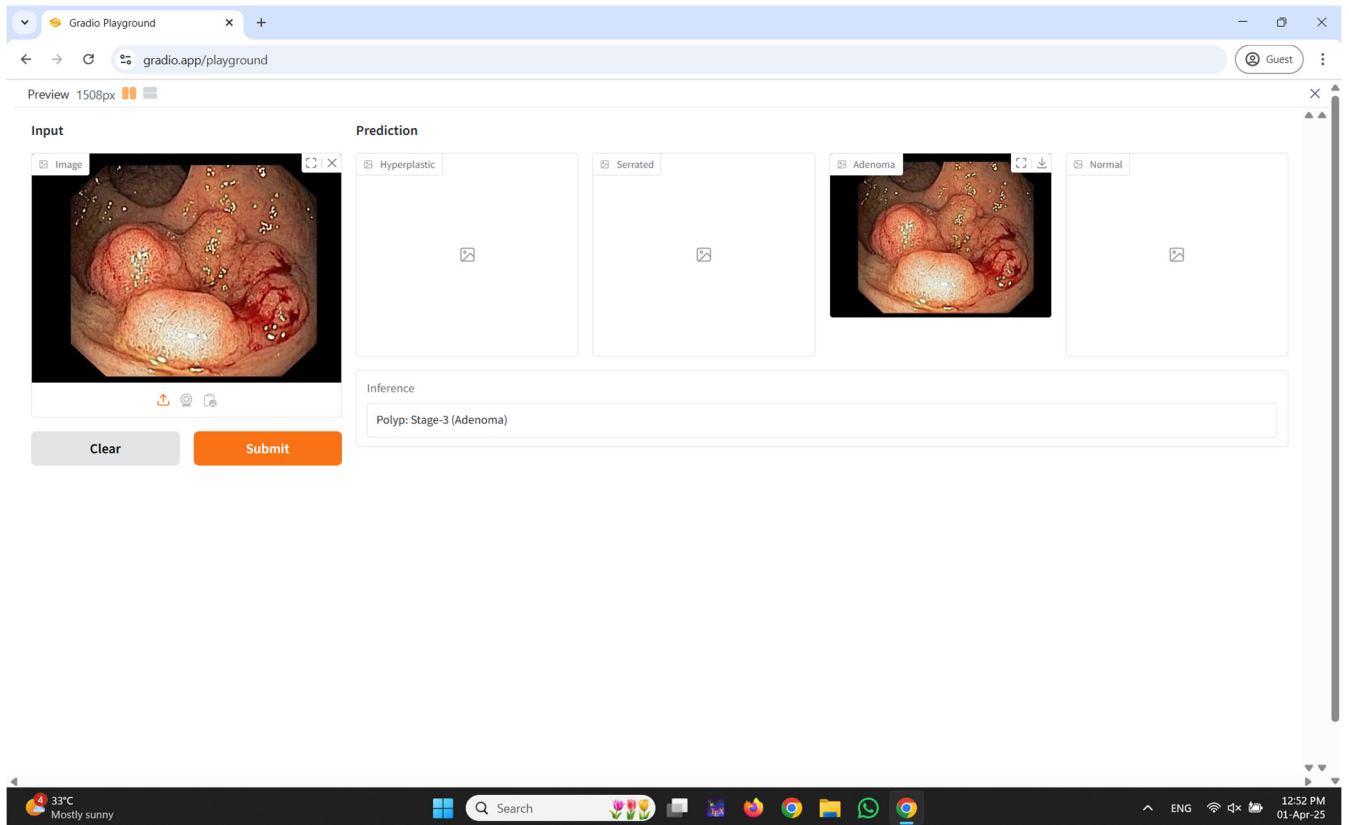 Gradio Playground
gradio.app/playground
Guest
Preview 1508px
Input
Prediction
Image
Hyperplastic
Serrated
Adenoma
Normal
Inference
Polyp: Stage-3 (Adenoma)
Clear
Submit
4
33°C
Mostly sunny
Search
ENG
12:52 PM
01-Apr-25